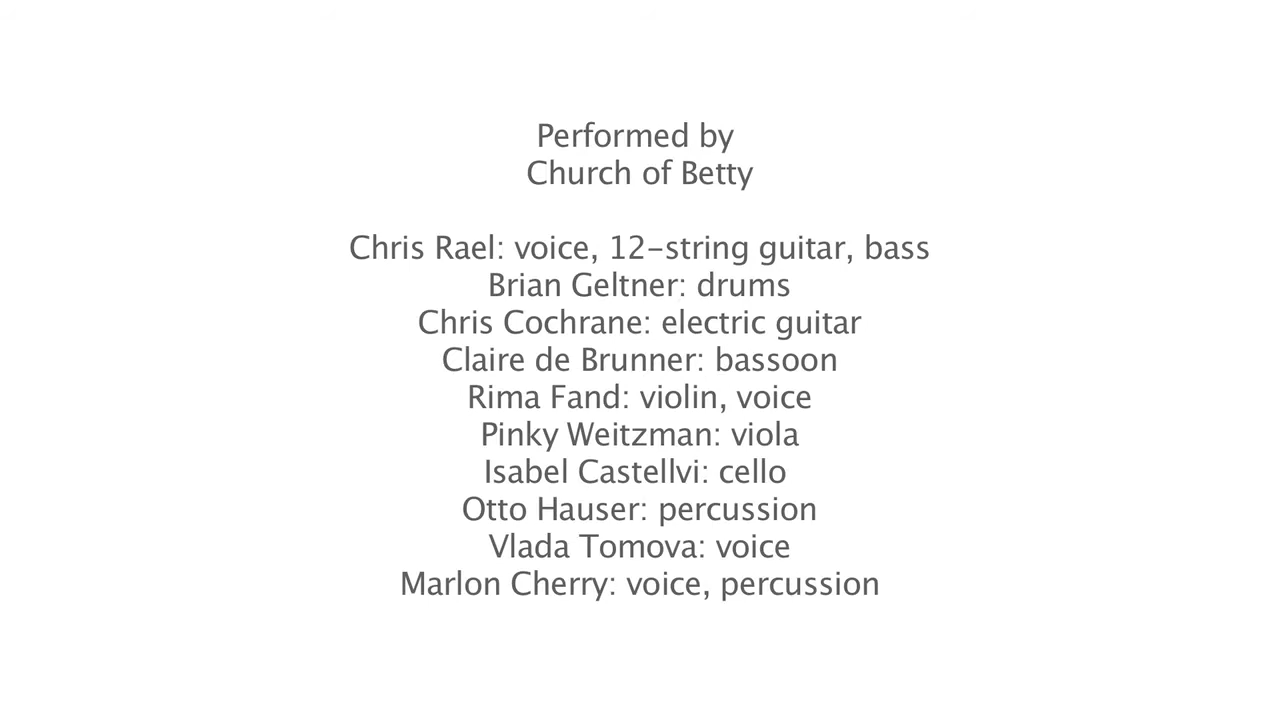 Performed by
Church of Betty
Chris Rael: voice, 12-string guitar, bass
Brian Geltner: drums
Chris Cochrane: electric guitar
Claire de Brunner: bassoon
Rima Fand: violin, voice
Pinky Weitzman: viola
Isabel Castellvi: cello
Otto Hauser: percussion
Vlada Tomova: voice
Marlon Cherry: voice, percussion